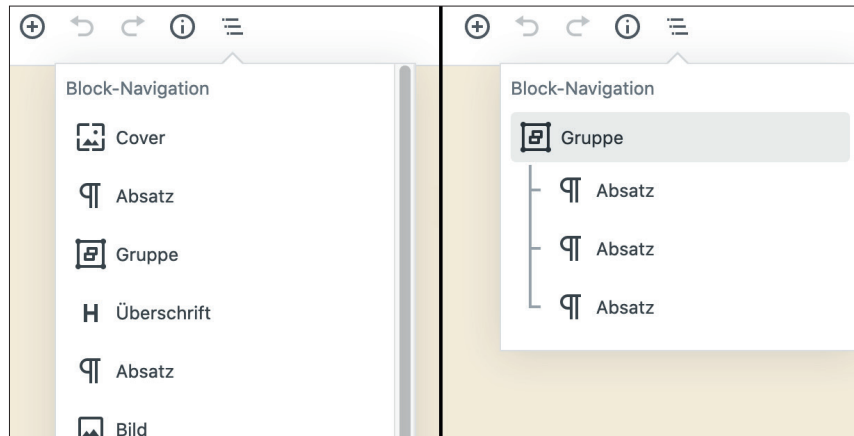 Block-Navigation
Cover
Absatz
Gruppe
Überschrift
Absatz
Bild
Block-Navigation
Gruppe
Absatz
Absatz
Absatz